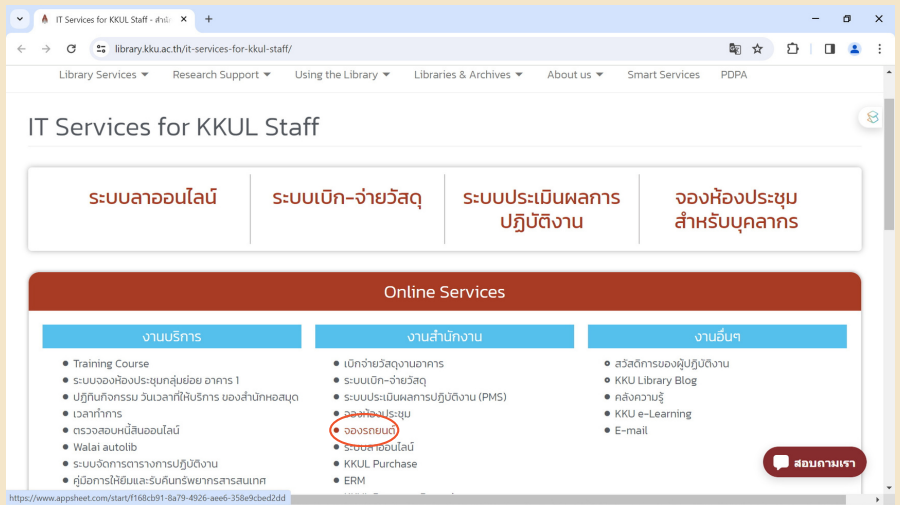 IT Services for KKUL Staff - สำนั
library.kku.ac.th/it-services-for-kkul-staff/
Library Services Research Support Using the Library Libraries & Archives About us Smart Services PDPA
IT Services for KKUL Staff
ระบบลาออนไลน์
ระบบเบิก-จ่ายวัสดุ
ระบบประเมินผลการ
ปฏิบัติงาน
จองห้องประชุม
สำหรับบุคลากร
Online Services
งานบริการ
Training Course
ระบบจองห้องประชุมกลุ่มย่อย อาคาร 1
ปฏิทินกิจกรรม วันเวลาที่ให้บริการ ของสำนักหอสมุด
เวลาทำการ
ตรวจสอบหนี้สินออนไลน์
Walai autolib
ระบบจัดการตารางการปฏิบัติงาน
คู่มือการให้ยืมและรับคืนทรัพยากรสารสนเทศ
งานสำนักงาน
เบิกจ่ายวัสดุงานอาคาร
ระบบเบิก-จ่ายวัสดุ
ระบบประเมินผลการปฏิบัติงาน (PMS)
จองห้องประชุม
จองรถยนต์
ระบบลาออนไลน์
KKUL Purchase
ERM
งานอื่นๆ
สวัสดิการของผู้ปฏิบัติงาน
KKU Library Blog
คลังความรู้
KKU e-Learning
E-mail
สอบถามเรา
https://www.appsheet.com/start/f168cb91-8a79-4926-aee6-358e9cbed2dd